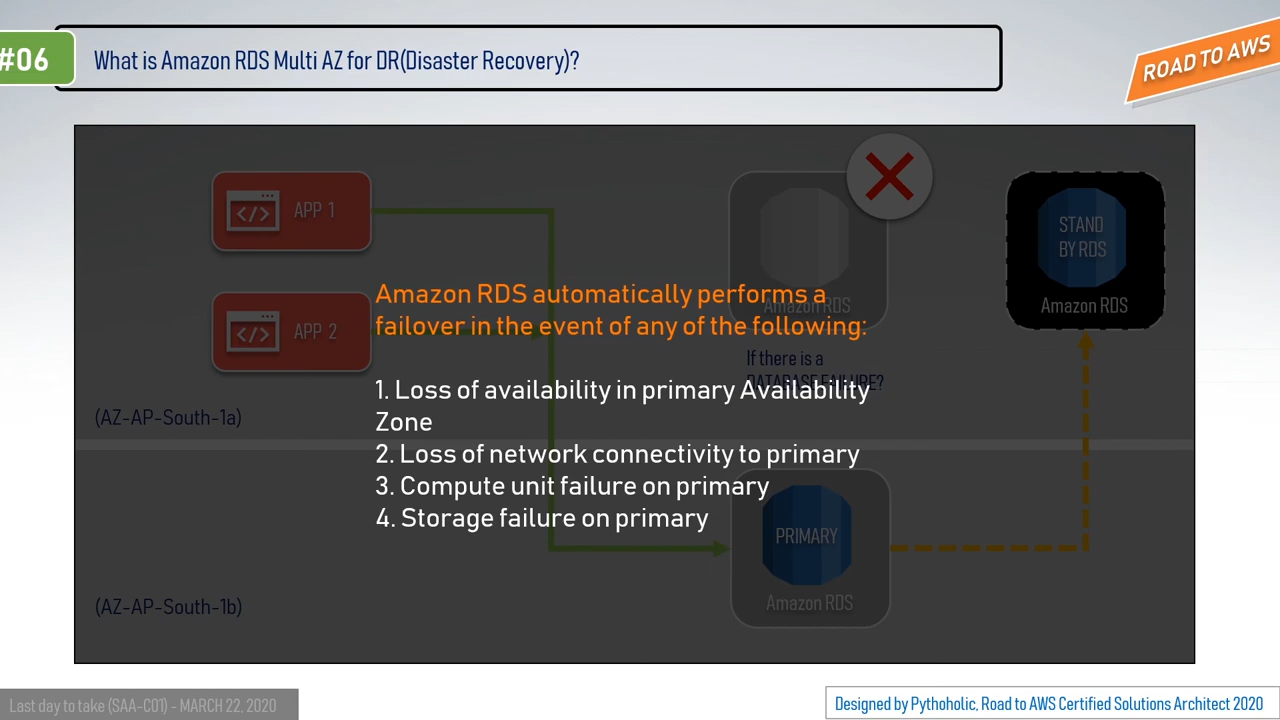 #06
What is Amazon RDS Multi AZ for DR(Disaster Recovery)?
ROAD TO AWS
APP 1
APP 2
Amazon RDS
STAND
BY RDS
Amazon RDS
Amazon RDS automatically performs a
failover in the event of any of the following:
If there is a
DATABASE FAILURE?
1. Loss of availability in primary Availability
Zone
2. Loss of network connectivity to primary
3. Compute unit failure on primary
4. Storage failure on primary
(AZ-AP-South-1a)
PRIMARY
Amazon RDS
(AZ-AP-South-1b)
Last day to take (SAA-C01) - MARCH 22, 2020
Designed by Pythoholic, Road to AWS Certified Solutions Architect 2020